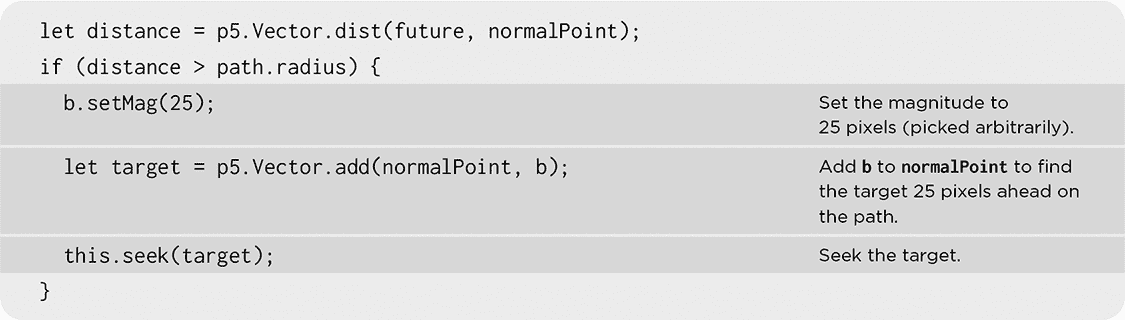 let distance = p5.Vector.dist(future, normalPoint);
if (distance > path.radius) {
b.setMag(25);
Set the magnitude to
25 pixels (picked arbitrarily).
let target = p5.Vector.add(normalPoint, b);
Add b to normalPoint to find
the target 25 pixels ahead on
the path.
this.seek(target);
Seek the target.
}